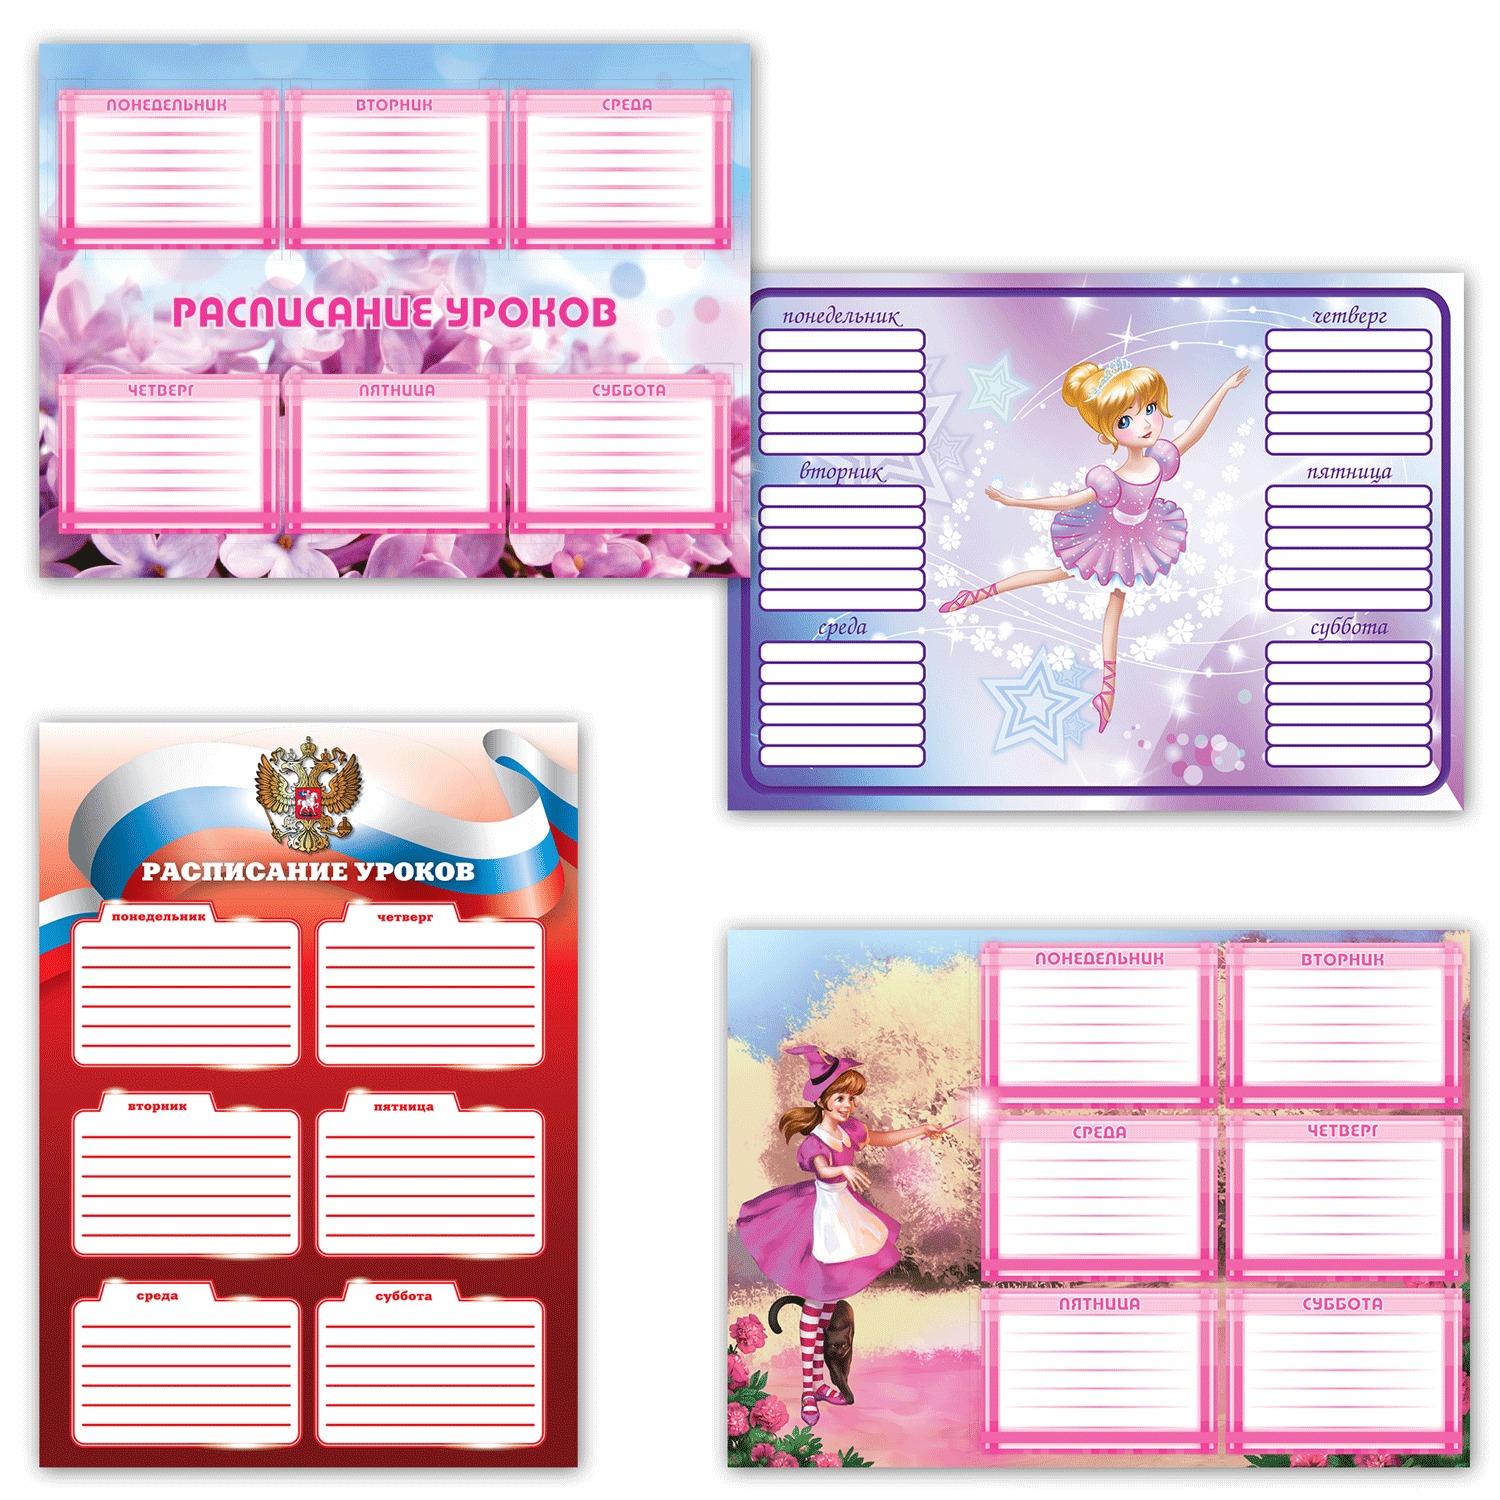 ПОНЕДЕЛЬНИК ВТОРНИК СРЕДА
РАСПИСАНИЕ УРОКОВ
ЧЕТВЕРГ ПЯТНИЦА СУББОТА
понедельник четверг
вторник пятница
среда суббота
РАСПИСАНИЕ УРОКОВ
понедельник четверг
вторник пятница
среда суббота
ПОНЕДЕЛЬНИК ВТОРНИК
СРЕДА ЧЕТВЕРГ
ПЯТНИЦА СУББОТА